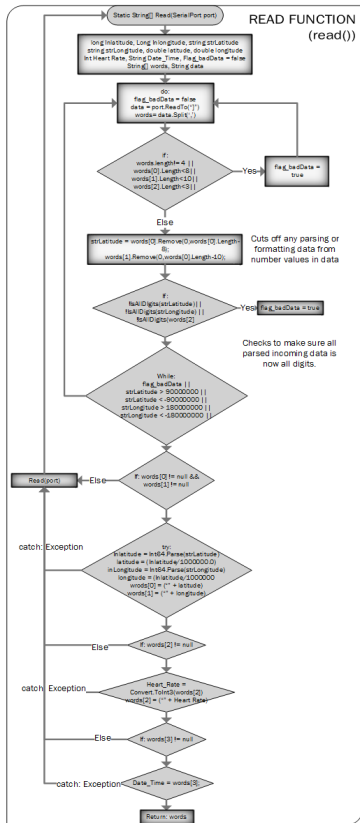 READ FUNCTION
(read())
Static String[] Read(SerialPort port)
long Inlatitude, Long Inlongitude, string strLatitude
string strLongitude, double latitude, double longitude
Int Heart Rate, String Date_Time, Flag_badData = false
String[] words, String data
do:
flag_badData = false
data = port.ReadTo("]")
words= data.Split(',')
If:
words.length!= 4 ||
words[0].Length<8 ||
words[1].Length<10||
words[2].Length<3||
Yes
flag_badData =
true
Else
strLatitude = words[0].Remove(0,words[0].Length-
8);
words[1].Remove(0,words[0].Length-10);
Cuts off any parsing or
formatting data from
number values in data
If:
!IsAllDigits(strLatitude)||
!IsAllDigits(strLongitude) ||
!IsAllDigits(words[2]
Yes
flag_badData = true
Checks to make sure all
parsed incoming data is
now all digits.
While:
flag_badData ||
strLatitude > 90000000 ||
strLatitude < -90000000 ||
strLongitude > 180000000 ||
strLongitude < -180000000 ||
If: words[0] != null &&
words[1] != null
Else
Read(port)
catch: Exception
try:
Inlatitude = Int64.Parse(strLatitude)
latitude = (Inlatitude/1000000.0)
inLongitude = Int64.Parse(strLongitude)
longitude = (Inlatitude/1000000
words[0] = ("" + latitude)
words[1] = ("" + longitude)
Else
If: words[2] != null
catch: Exception
Heart_Rate =
Convert.ToInt3(words[2])
words[2] = ("" + Heart Rate)
Else
If: words[3] != null
catch: Exception
Date_Time = words[3];
Return: words